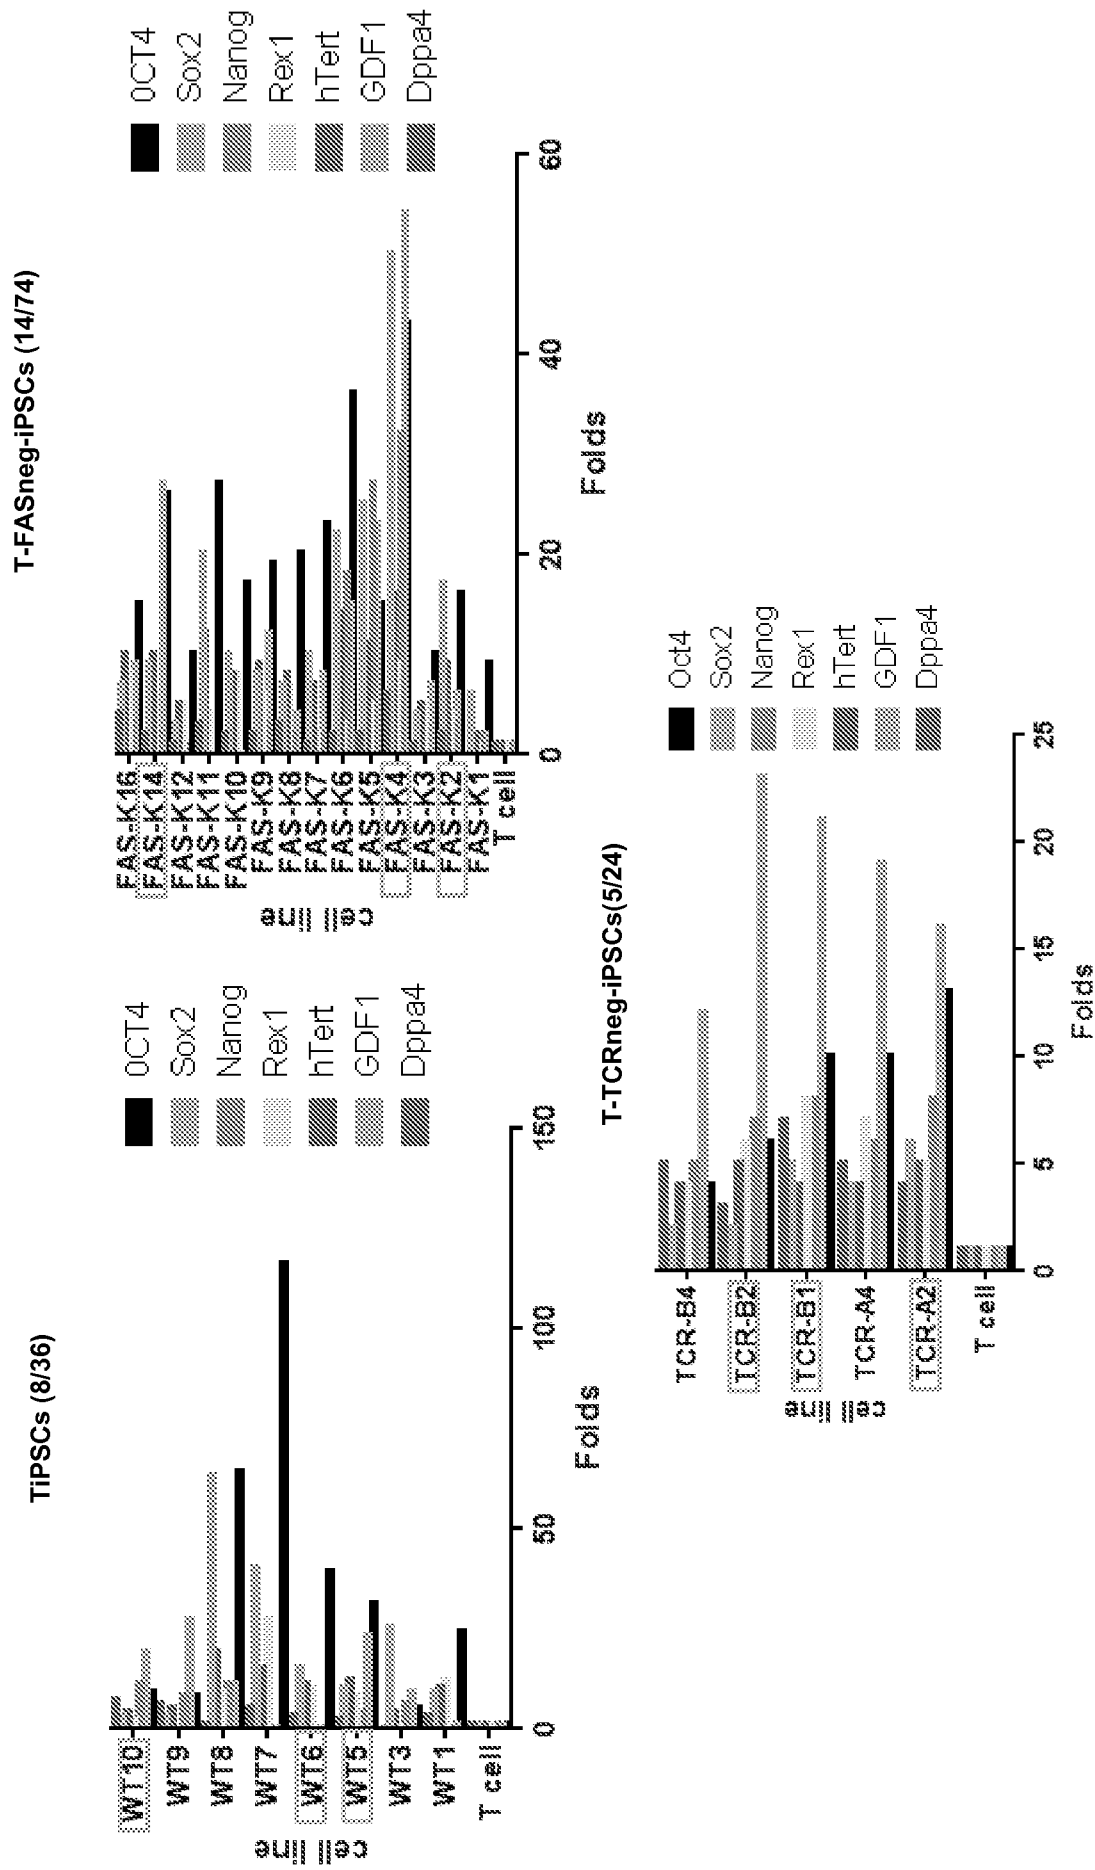 TiPSCs (8/36)
WT10
WT9
WT8
WT7
WT6
WT5
WT3
WT1
T cell
cell line
0
50
100
150
Folds
OCT4
Sox2
Nanog
Rex1
hTert
GDF1
Dppa4
T-FASneg-iPSCs (14/74)
FAS-K16
FAS-K14
FAS-K12
FAS-K11
FAS-K10
FAS-K9
FAS-K8
FAS-K7
FAS-K6
FAS-K5
FAS-K4
FAS-K3
FAS-K2
FAS-K1
T cell
cell line
0
20
40
60
Folds
OCT4
Sox2
Nanog
Rex1
hTert
GDF1
Dppa4
T-TCRneg-iPSCs(5/24)
TCR-B4
TCR-B2
TCR-B1
TCR-A4
TCR-A2
T cell
cell line
0
5
10
15
20
25
Folds
Oct4
Sox2
Nanog
Rex1
hTert
GDF1
Dppa4